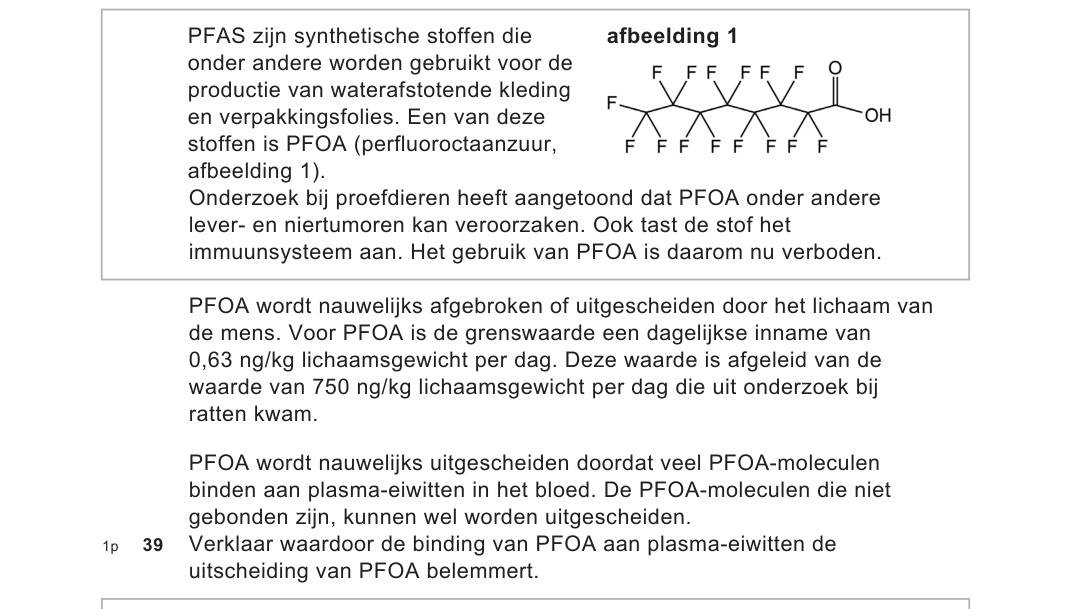 PFAS zijn synthetische stoffen die
onder andere worden gebruikt voor de
productie van waterafstotende kleding
en verpakkingsfolies. Een van deze
stoffen is PFOA (perfluoroctaanzuur,
afbeelding 1).
afbeelding 1
F F F F F F O
F
OH
F F F F F F F F
Onderzoek bij proefdieren heeft aangetoond dat PFOA onder andere
lever- en niertumoren kan veroorzaken. Ook tast de stof het
immuunsysteem aan. Het gebruik van PFOA is daarom nu verboden.
PFOA wordt nauwelijks afgebroken of uitgescheiden door het lichaam van
de mens. Voor PFOA is de grenswaarde een dagelijkse inname van
0,63 ng/kg lichaamsgewicht per dag. Deze waarde is afgeleid van de
waarde van 750 ng/kg lichaamsgewicht per dag die uit onderzoek bij
ratten kwam.
PFOA wordt nauwelijks uitgescheiden doordat veel PFOA-moleculen
binden aan plasma-eiwitten in het bloed. De PFOA-moleculen die niet
gebonden zijn, kunnen wel worden uitgescheiden.
1p 39 Verklaar waardoor de binding van PFOA aan plasma-eiwitten de
uitscheiding van PFOA belemmert.